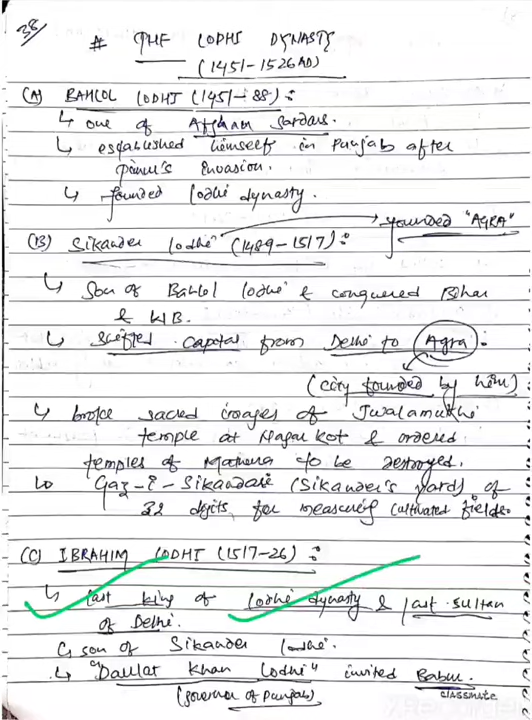 38
# THE LODHI DYNASTY
(1451-1526AD)
(A) BAHLOL LODHI (1451-88):
↳ one of Afghan Sardars.
↳ established himself in Punjab after
Timur's Invasion.
↳ founded lodhi dynasty.
→ founded "AGRA"
(B) Sikander lodhi (1489-1517):
↳ Son of Bahlol lodhi & conquered Bihar
& WB.
↳ Shifted capital from Delhi to Agra:
(city founded by him)
↳ broke sacred images of Jwalamukhi
temple at Nagarkot & ordered
temples of Mathura to be destroyed.
↳ Gaz-E-Sikandari (Sikander's yard) of
32 digits for measuring cultivated fields.
(C) IBRAHIM LODHI (1517-26):
↳ last king of lodhi dynasty & last sultan
of Delhi.
↳ son of Sikander lodhi.
↳ "Daulat Khan Lodhi" invited Babur.
(governor of Punjab)
classmate